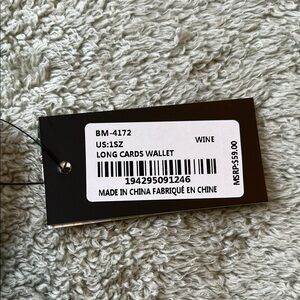 BM-4172
US:1SZ WINE
LONG CARDS WALLET
194295091246
MADE IN CHINA FABRIQUÉ EN CHINE
MSRP:$59.00